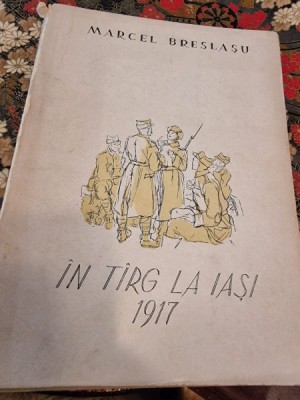 MARCEL BRESLAȘU
ÎN TÎRG LA IAȘI
1917